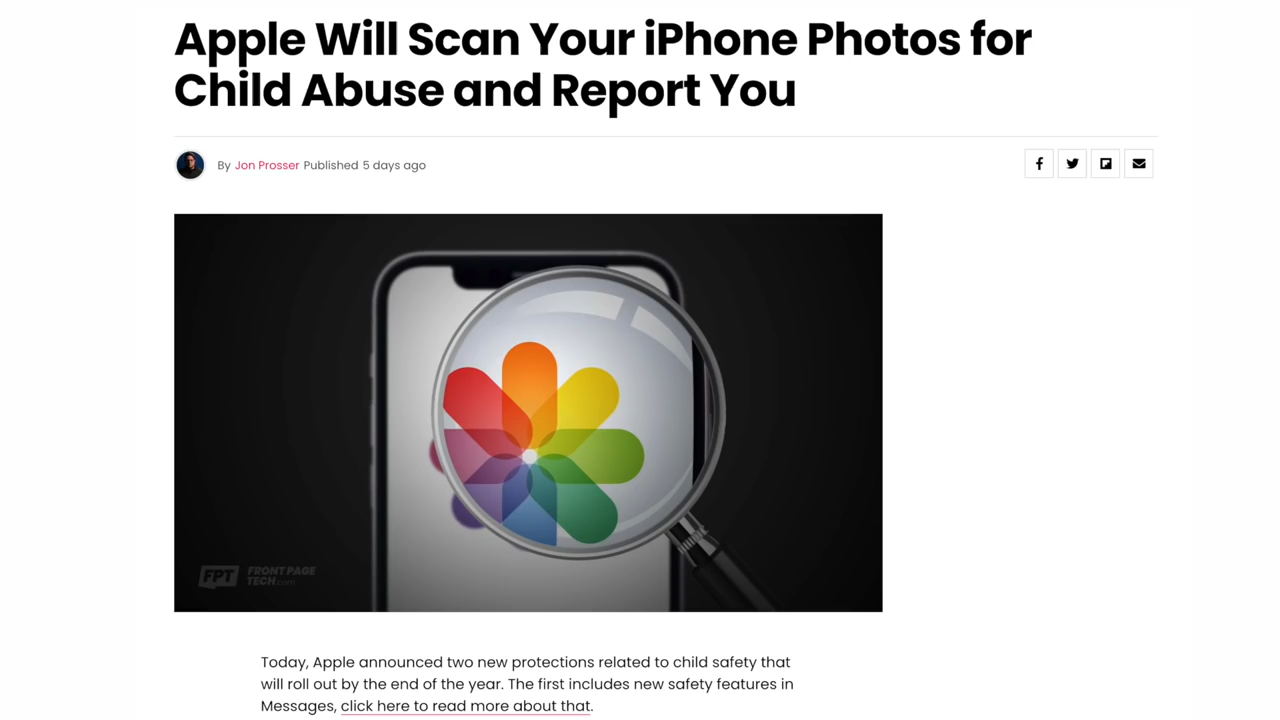 Apple Will Scan Your iPhone Photos for
Child Abuse and Report You
By Jon Prosser Published 5 days ago
FPT FRONT PAGE
TECH.com
Today, Apple announced two new protections related to child safety that
will roll out by the end of the year. The first includes new safety features in
Messages, click here to read more about that.